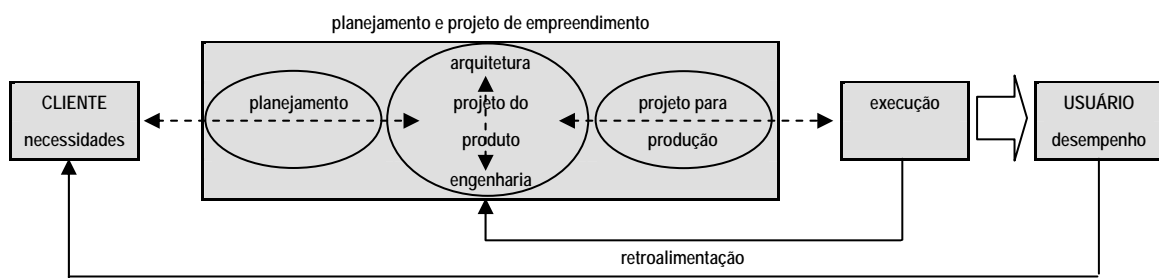 planejamento e projeto de empreendimento
CLIENTE
necessidades
planejamento
arquitetura
projeto do
produto
engenharia
projeto para
produção
execução
USUÁRIO
desempenho
retroalimentação